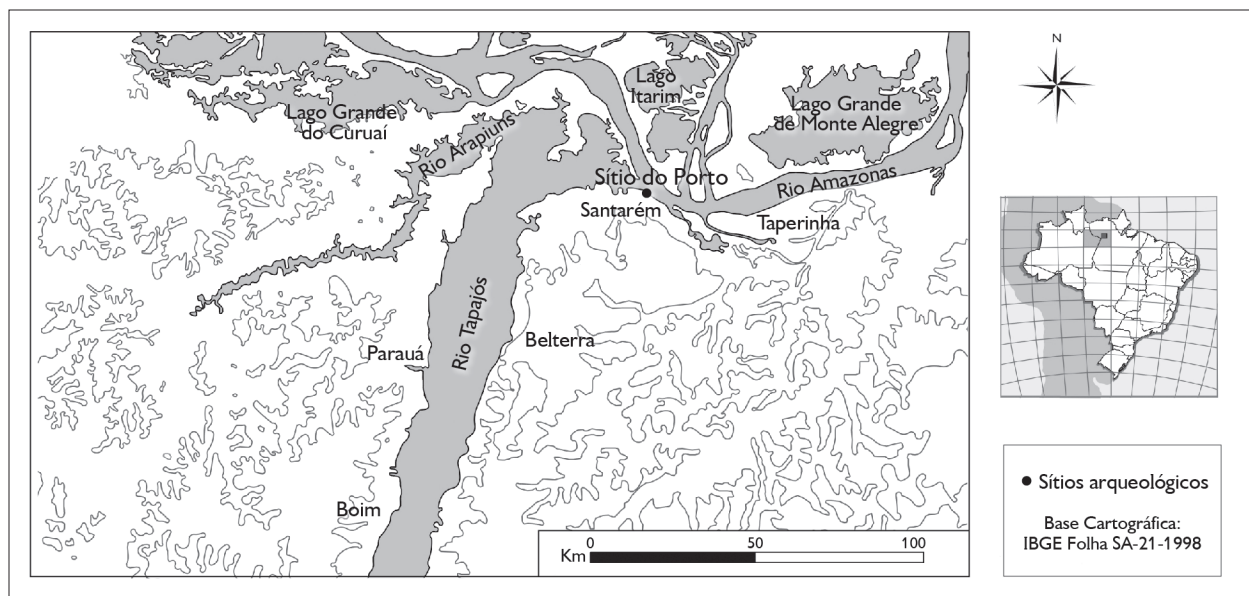 N
Lago
Itarim
Lago Grande
do Curuaí
Lago Grande
de Monte Alegre
Rio Arapiuns
Sítio do Porto
Rio Amazonas
Santarém
Taperinha
Rio Tapajós
Belterra
Parauá
Boim
Km
0
50
100
Sítios arqueológicos
Base Cartográfica:
IBGE Folha SA-21-1998